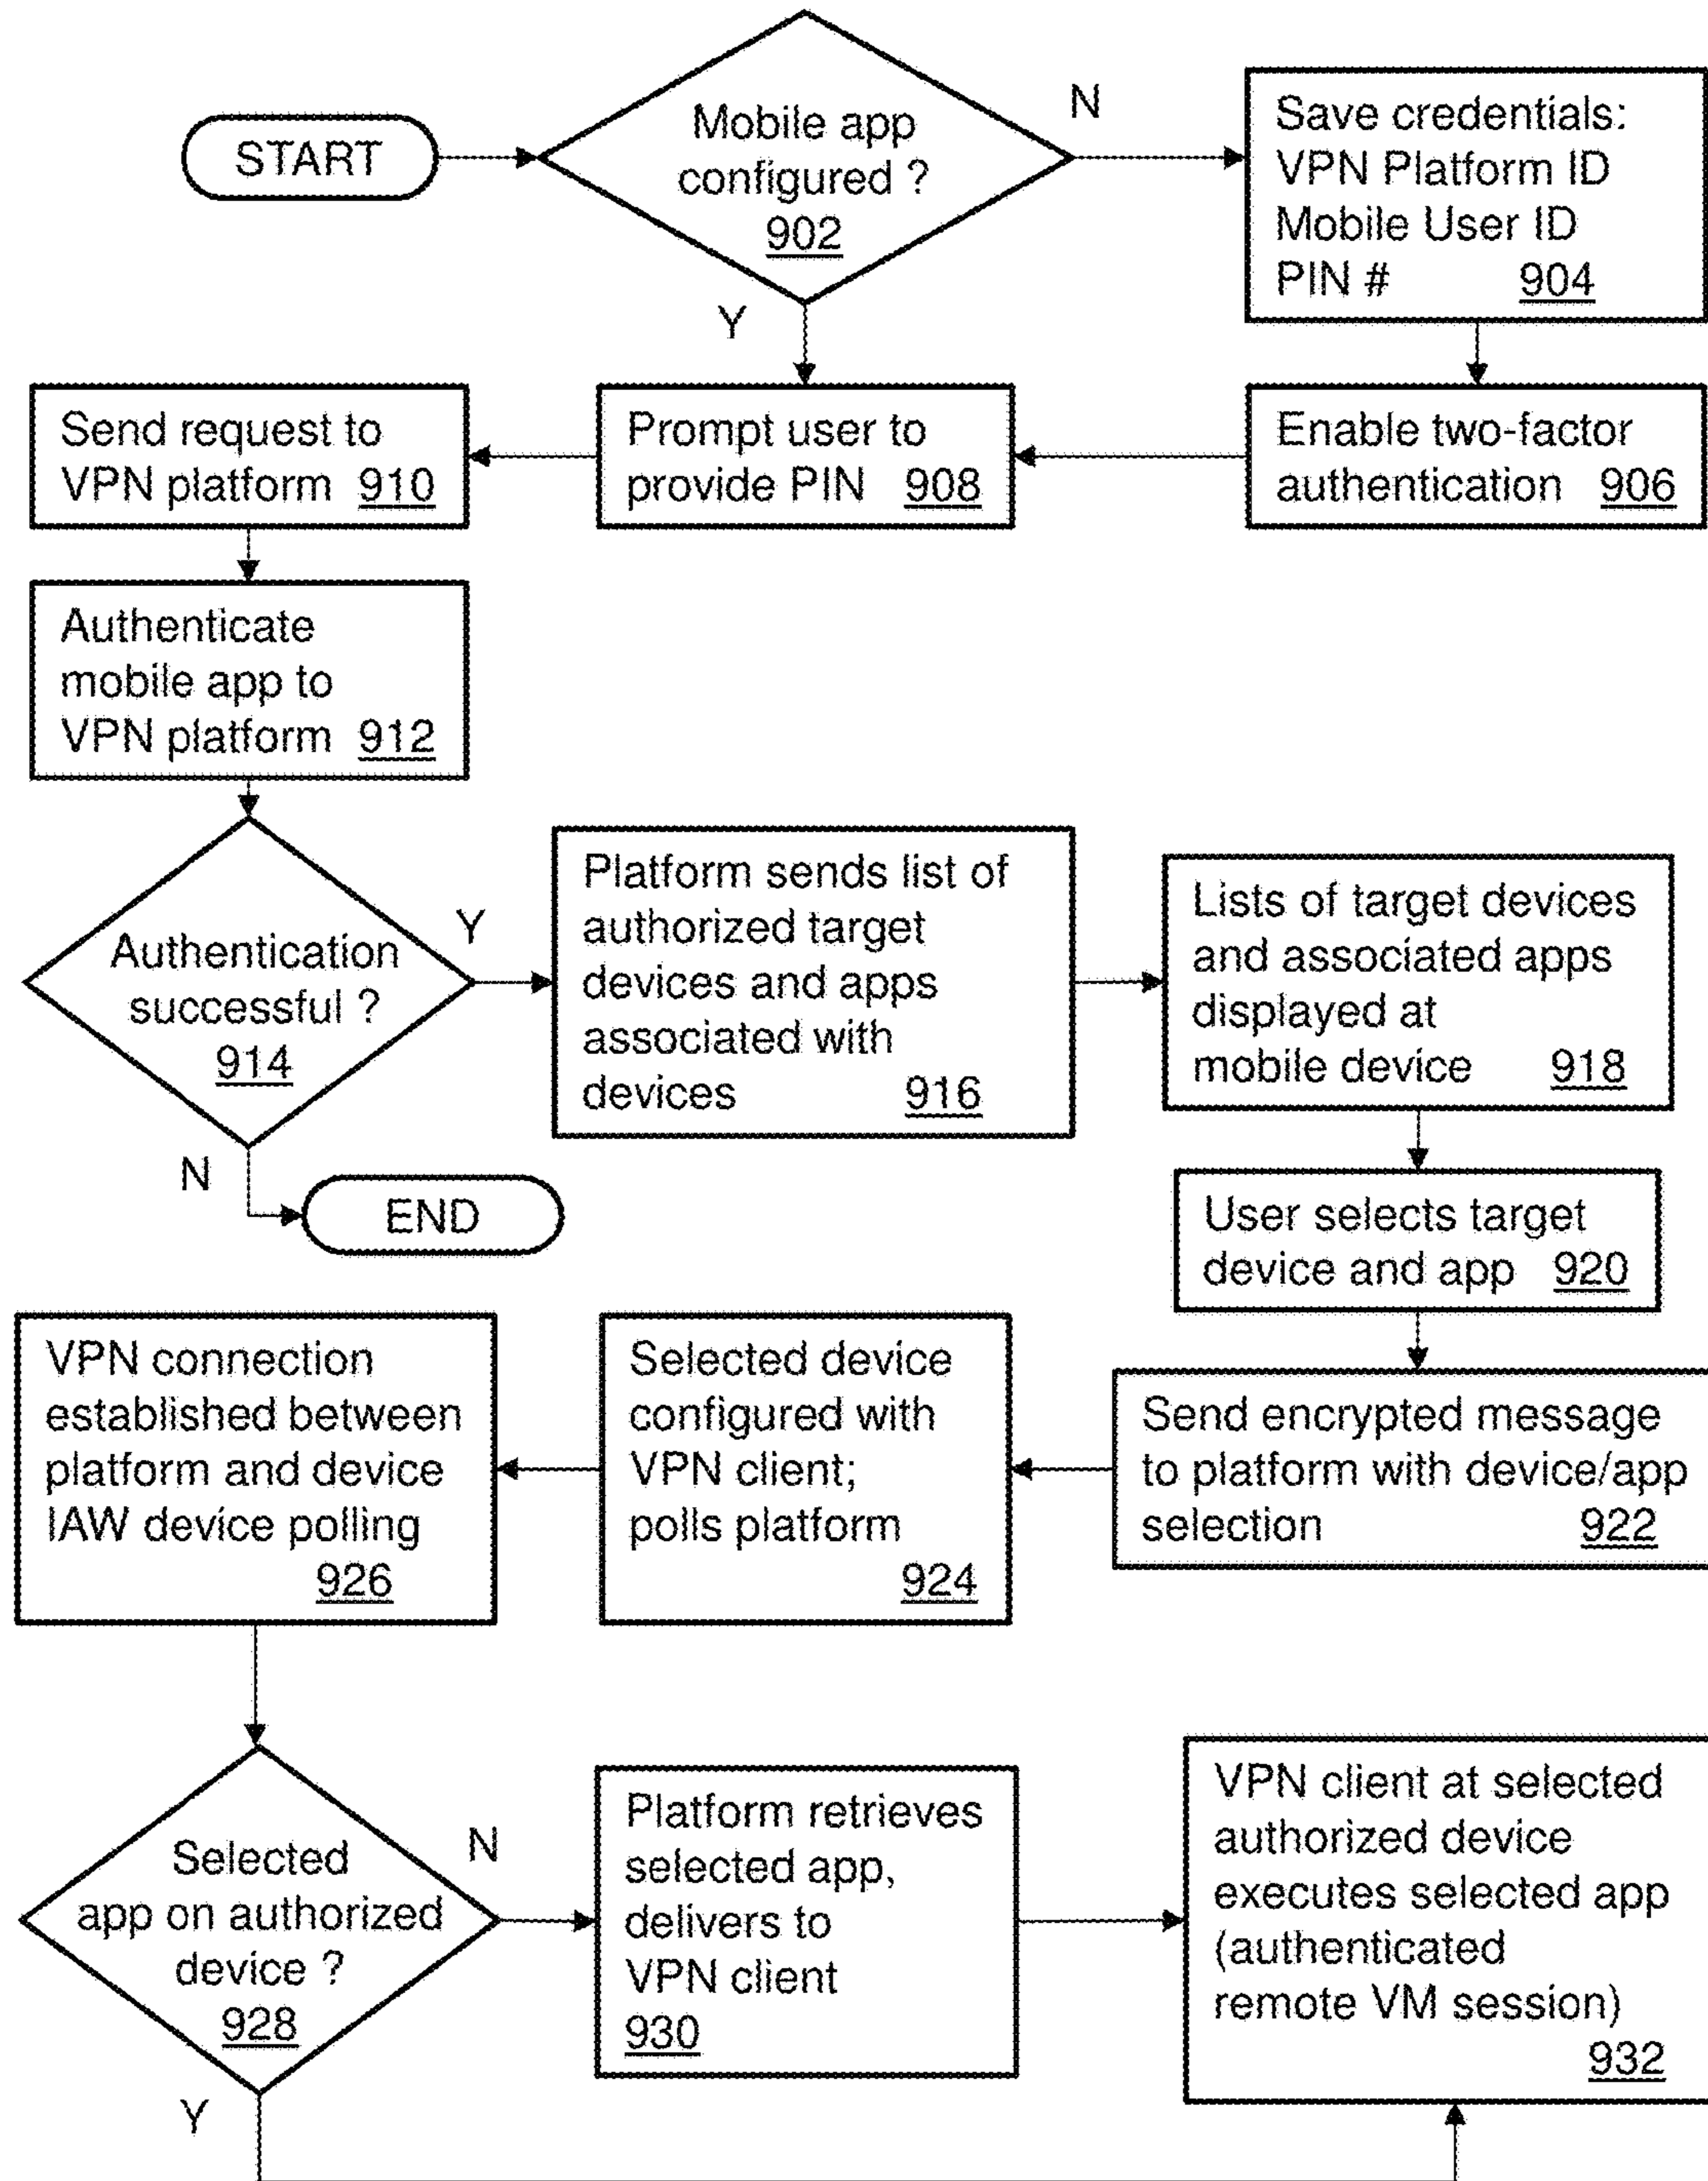 START
Mobile app
configured ?
902
N
Y
Save credentials:
VPN Platform ID
Mobile User ID
PIN # 904
Enable two-factor
authentication 906
Prompt user to
provide PIN 908
Send request to
VPN platform 910
Authenticate
mobile app to
VPN platform 912
Authentication
successful ?
914
Y
N
END
Platform sends list of
authorized target
devices and apps
associated with
devices 916
Lists of target devices
and associated apps
displayed at
mobile device 918
User selects target
device and app 920
Send encrypted message
to platform with device/app
selection 922
Selected device
configured with
VPN client;
polls platform
924
VPN connection
established between
platform and device
IAW device polling
926
Selected
app on authorized
device ?
928
N
Y
Platform retrieves
selected app,
delivers to
VPN client
930
VPN client at selected
authorized device
executes selected app
(authenticated
remote VM session)
932